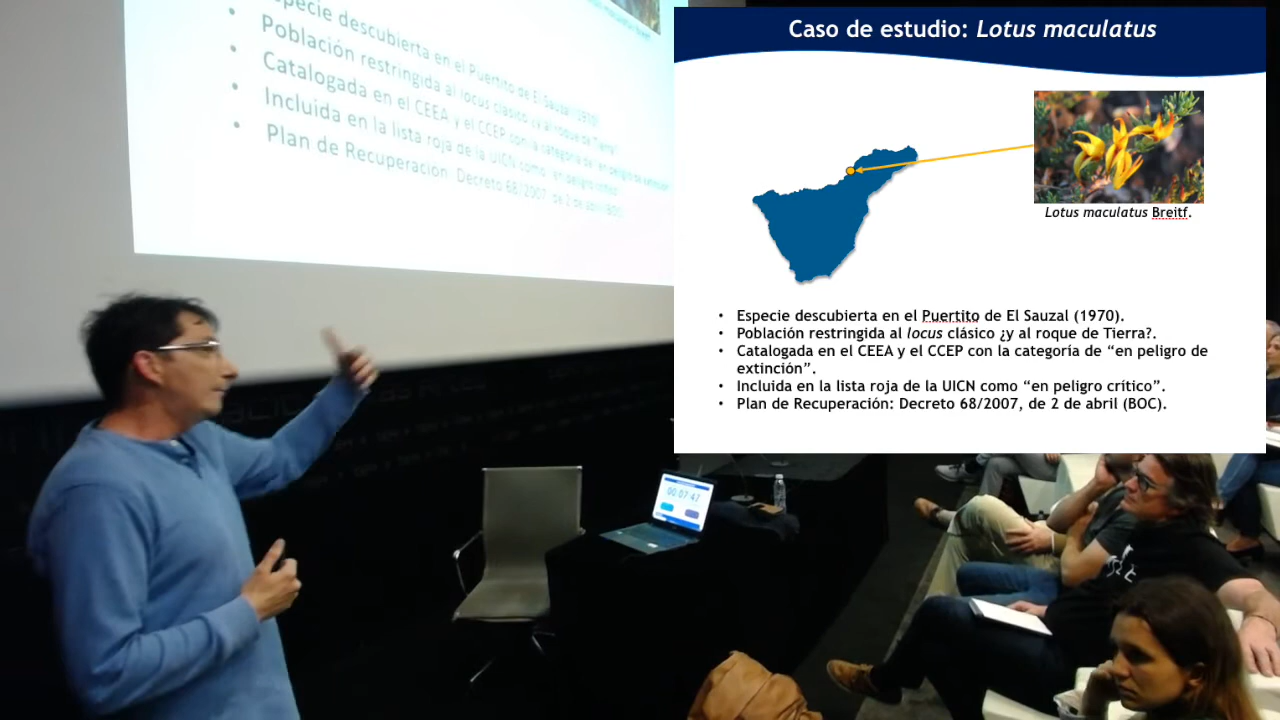 specie descubierta en el Puertito de El Sauzal (1970)
Población restringida al locus clásico ¿y al roque de Tierra?
Catalogada en el CEEA y el CCEP con la categoría de "en peligro de extinción"
Incluida en la lista roja de la UICN como "en peligro crítico".
Plan de Recuperación: Decreto 68/2007, de 2 de abril (BOC).
Caso de estudio: Lotus maculatus
Lotus maculatus Breitf.
• Especie descubierta en el Puertito de El Sauzal (1970).
• Población restringida al locus clásico ¿y al roque de Tierra?.
• Catalogada en el CEEA y el CCEP con la categoría de “en peligro de
extinción”.
• Incluida en la lista roja de la UICN como “en peligro crítico”.
• Plan de Recuperación: Decreto 68/2007, de 2 de abril (BOC).
00:07:47